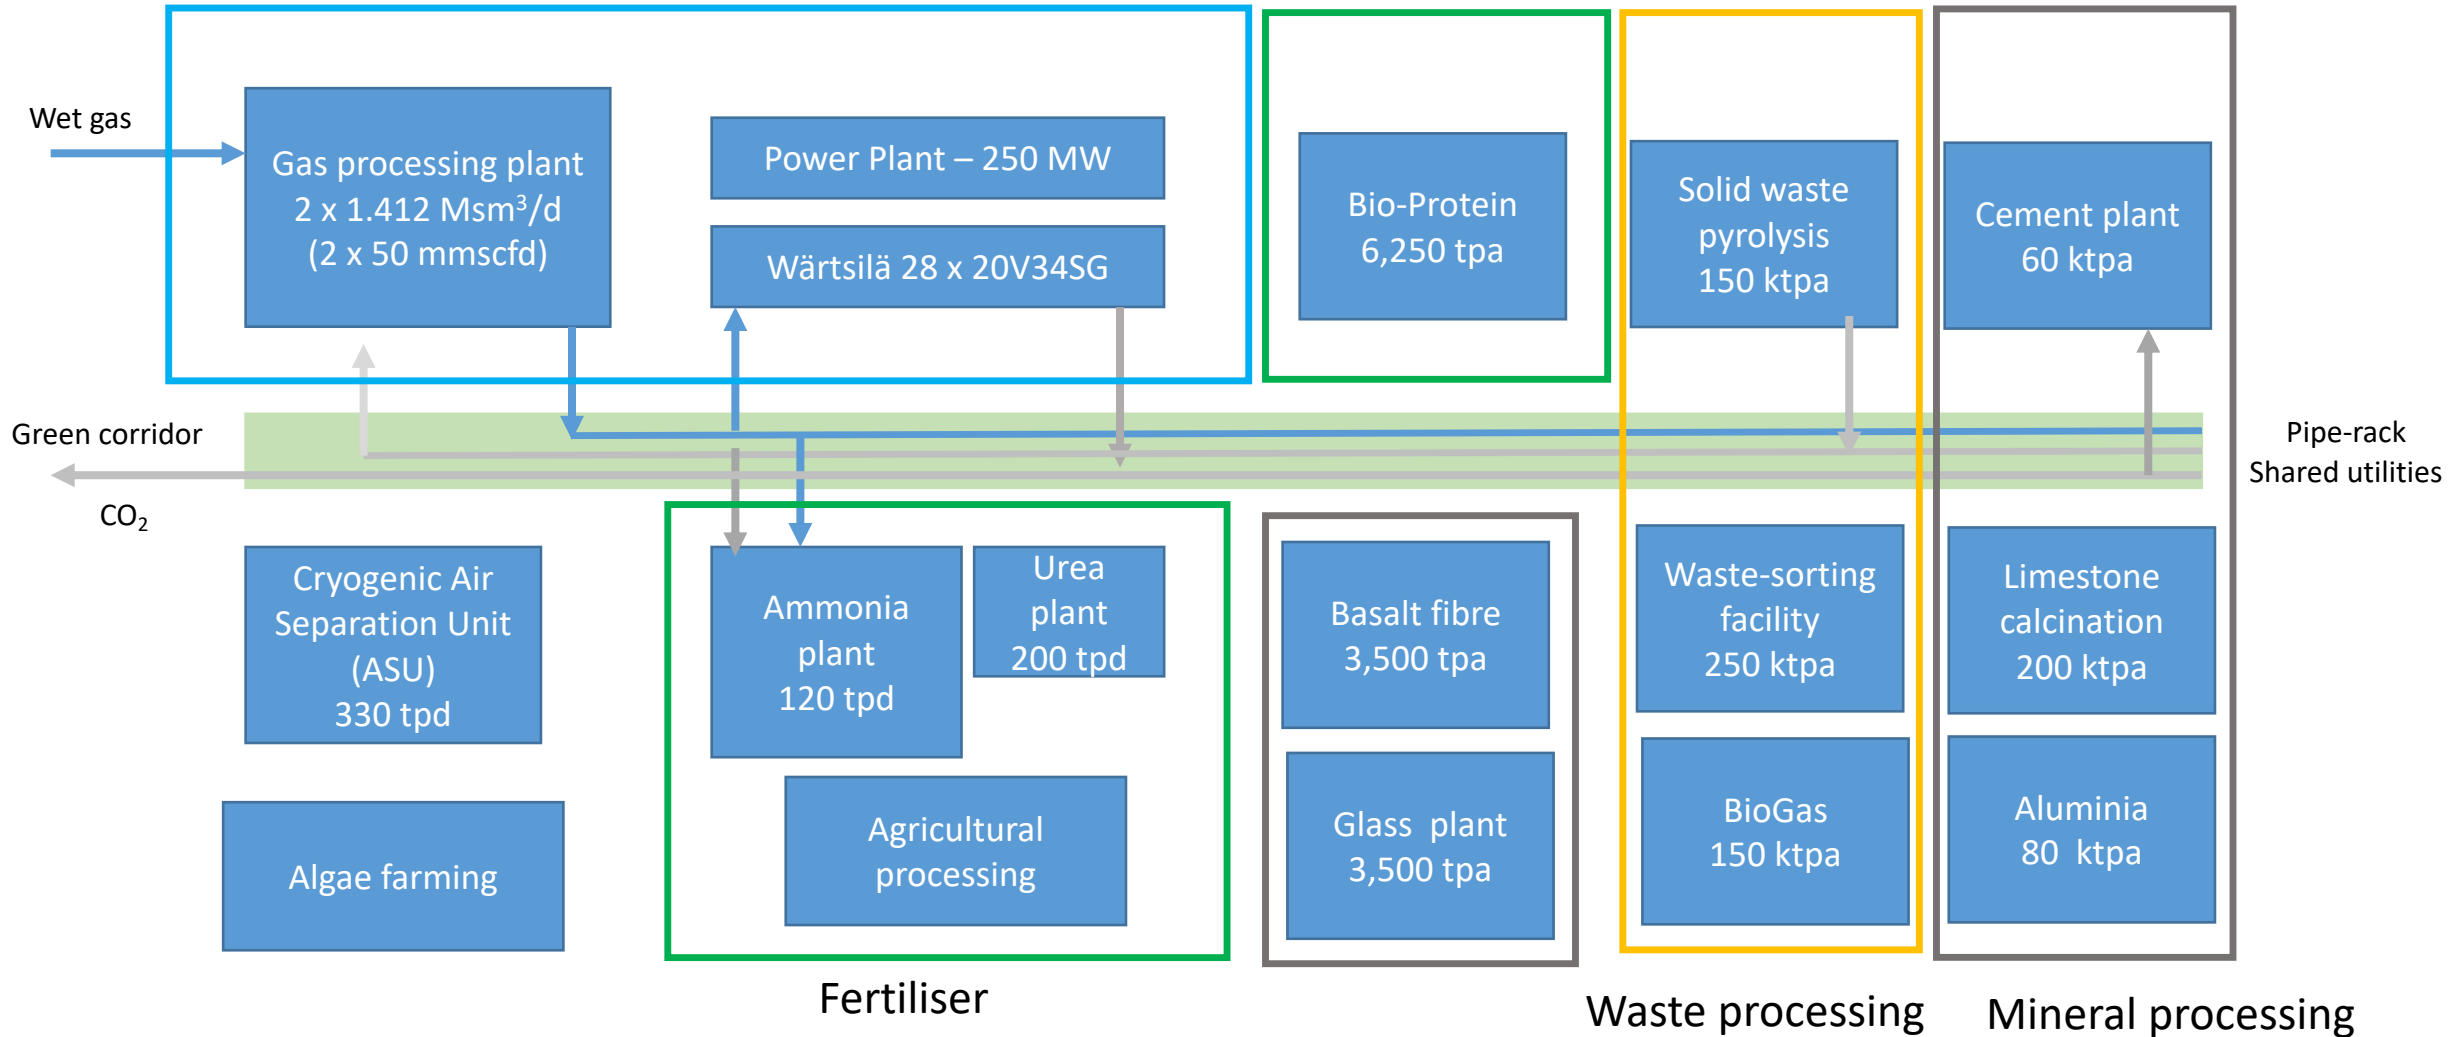 Wet gas
Gas processing plant
2 x 1.412 Msm³/d
(2 x 50 mmscfd)
Power Plant – 250 MW
Wärtsilä 28 x 20V34SG
Bio-Protein
6,250 tpa
Solid waste
pyrolysis
150 ktpa
Cement plant
60 ktpa
Green corridor
CO₂
Pipe-rack
Shared utilities
Cryogenic Air
Separation Unit
(ASU)
330 tpd
Ammonia
plant
120 tpd
Urea
plant
200 tpd
Basalt fibre
3,500 tpa
Waste-sorting
facility
250 ktpa
Limestone
calcination
200 ktpa
Algae farming
Agricultural
processing
Glass plant
3,500 tpa
BioGas
150 ktpa
Aluminia
80 ktpa
Fertiliser
Waste processing
Mineral processing